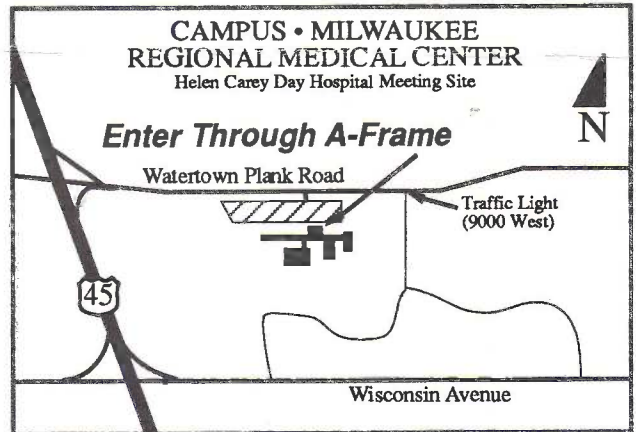 CAMPUS • MILWAUKEE
REGIONAL MEDICAL CENTER
Helen Carey Day Hospital Meeting Site
N
Enter Through A-Frame
Watertown Plank Road
Traffic Light
(9000 West)
45
Wisconsin Avenue